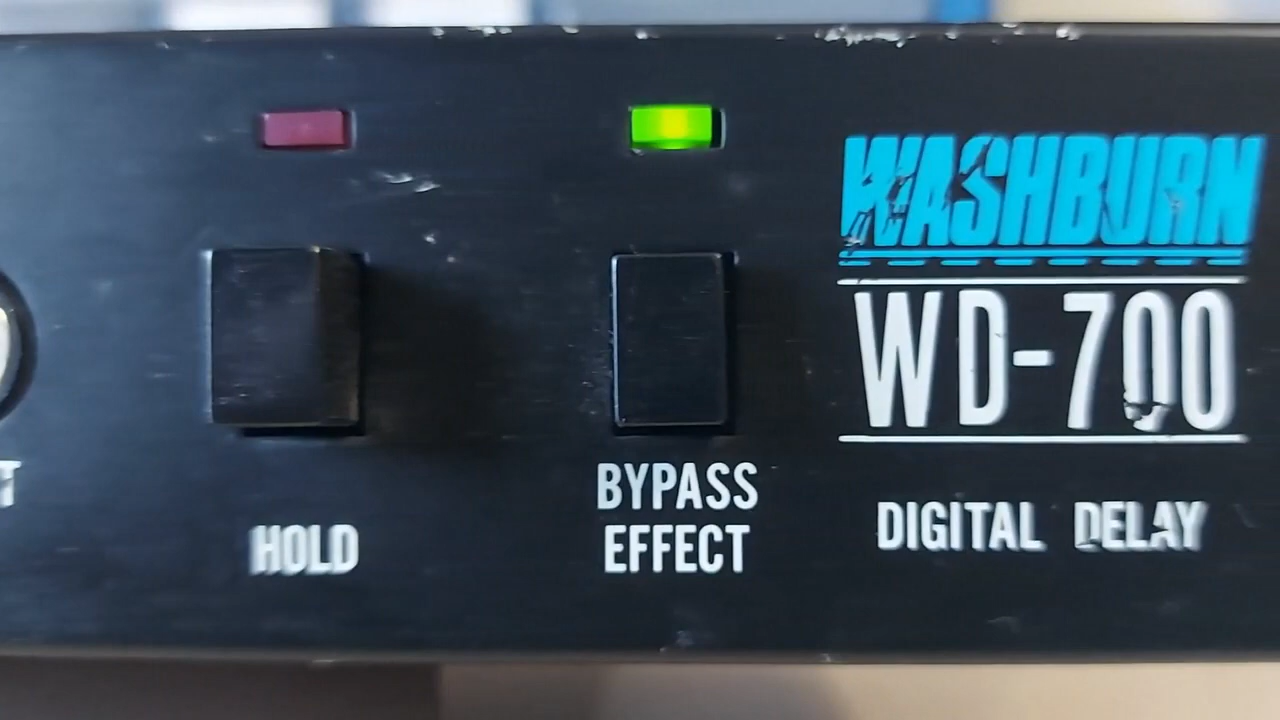 WASHBURN
WD-700
T
HOLD
BYPASS
EFFECT
DIGITAL DELAY